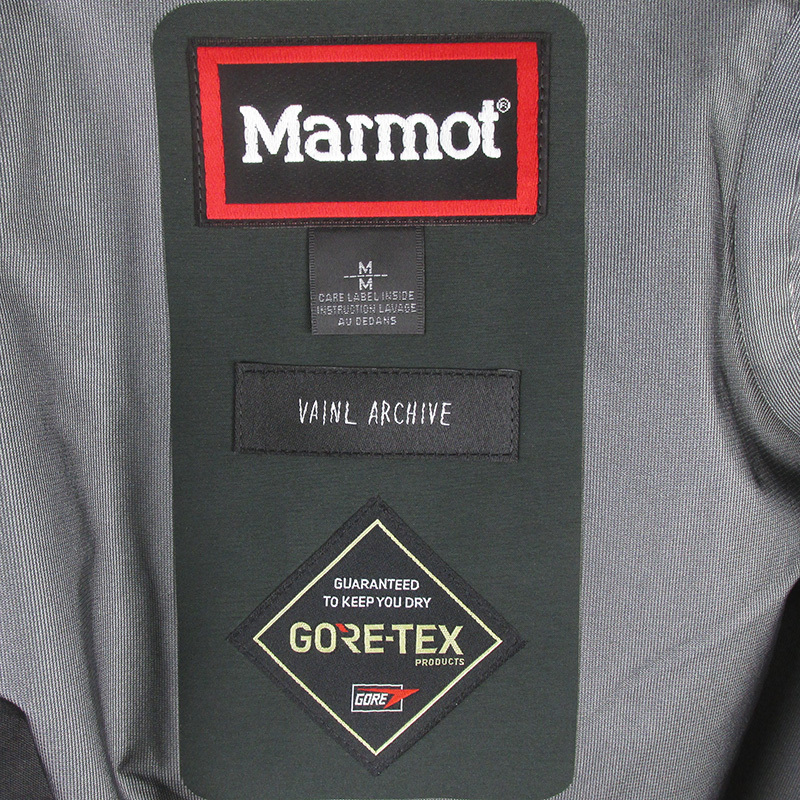 Marmot®
M
M
CARE LABEL INSIDE
INSTRUCTION LAVAGE
AU DEDANS
VAINL ARCHIVE
GUARANTEED
TO KEEP YOU DRY
GORE-TEX
PRODUCTS
GORE